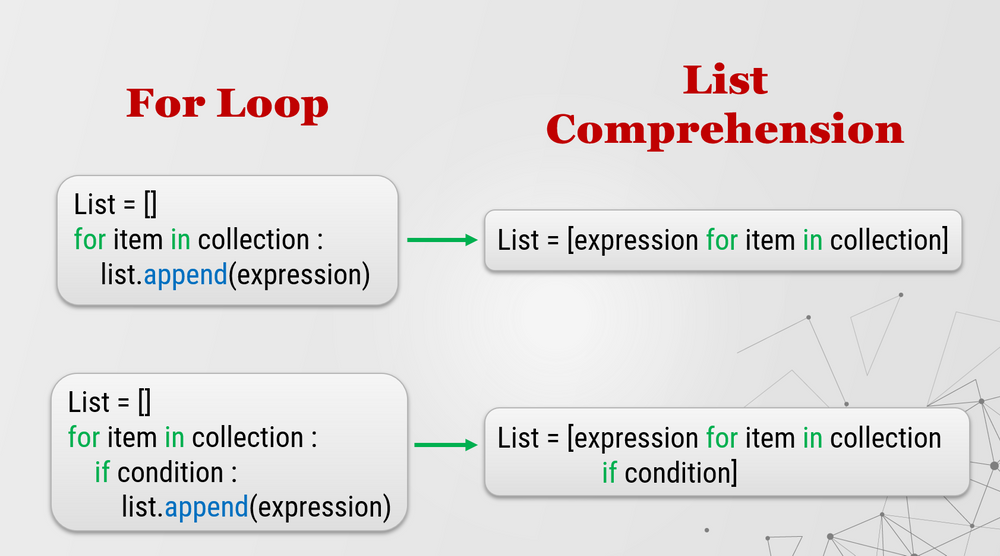 For Loop
List
Comprehension
List = []
for item in collection :
list.append(expression)
List = [expression for item in collection]
List = []
for item in collection :
if condition :
list.append(expression)
List = [expression for item in collection
if condition]